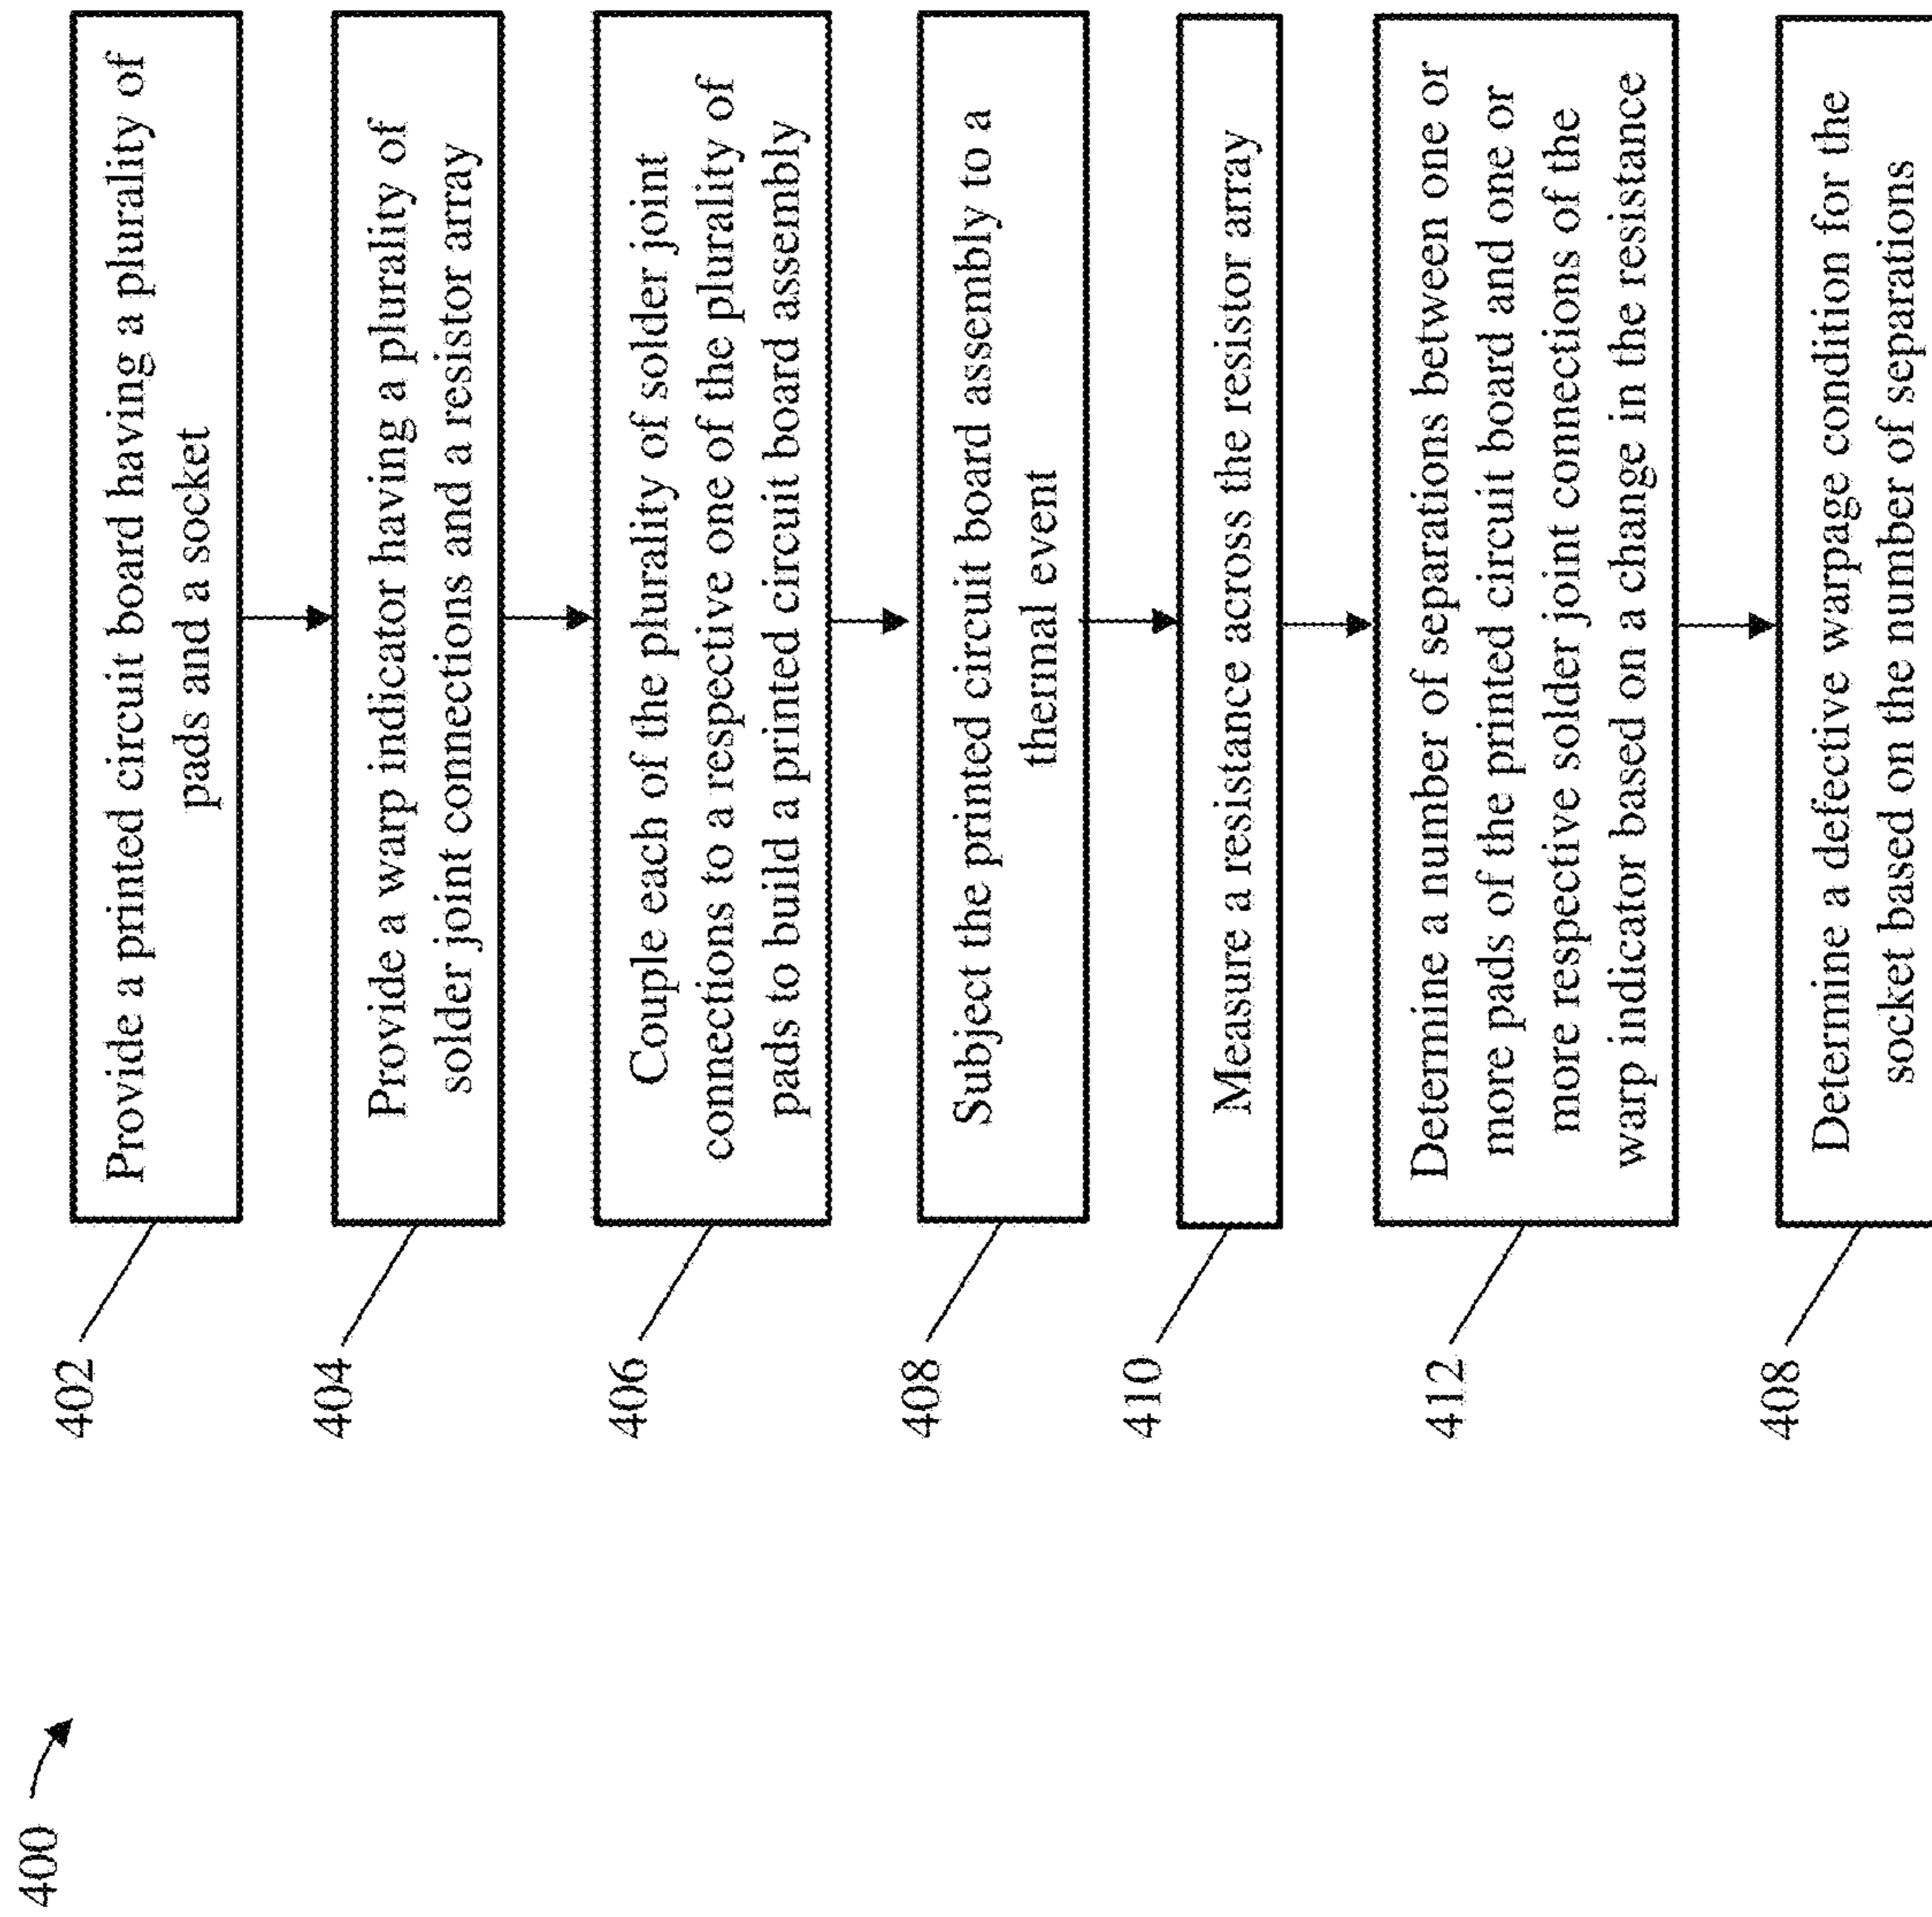 400
402
Provide a printed circuit board having a plurality of
pads and a socket
404
Provide a warp indicator having a plurality of
solder joint connections and a resistor array
406
Couple each of the plurality of solder joint
connections to a respective one of the plurality of
pads to build a printed circuit board assembly
408
Subject the printed circuit board assembly to a
thermal event
410
Measure a resistance across the resistor array
412
Determine a number of separations between one or
more pads of the printed circuit board and one or
more respective solder joint connections of the
warp indicator based on a change in the resistance
408
Determine a defective warpage condition for the
socket based on the number of separations